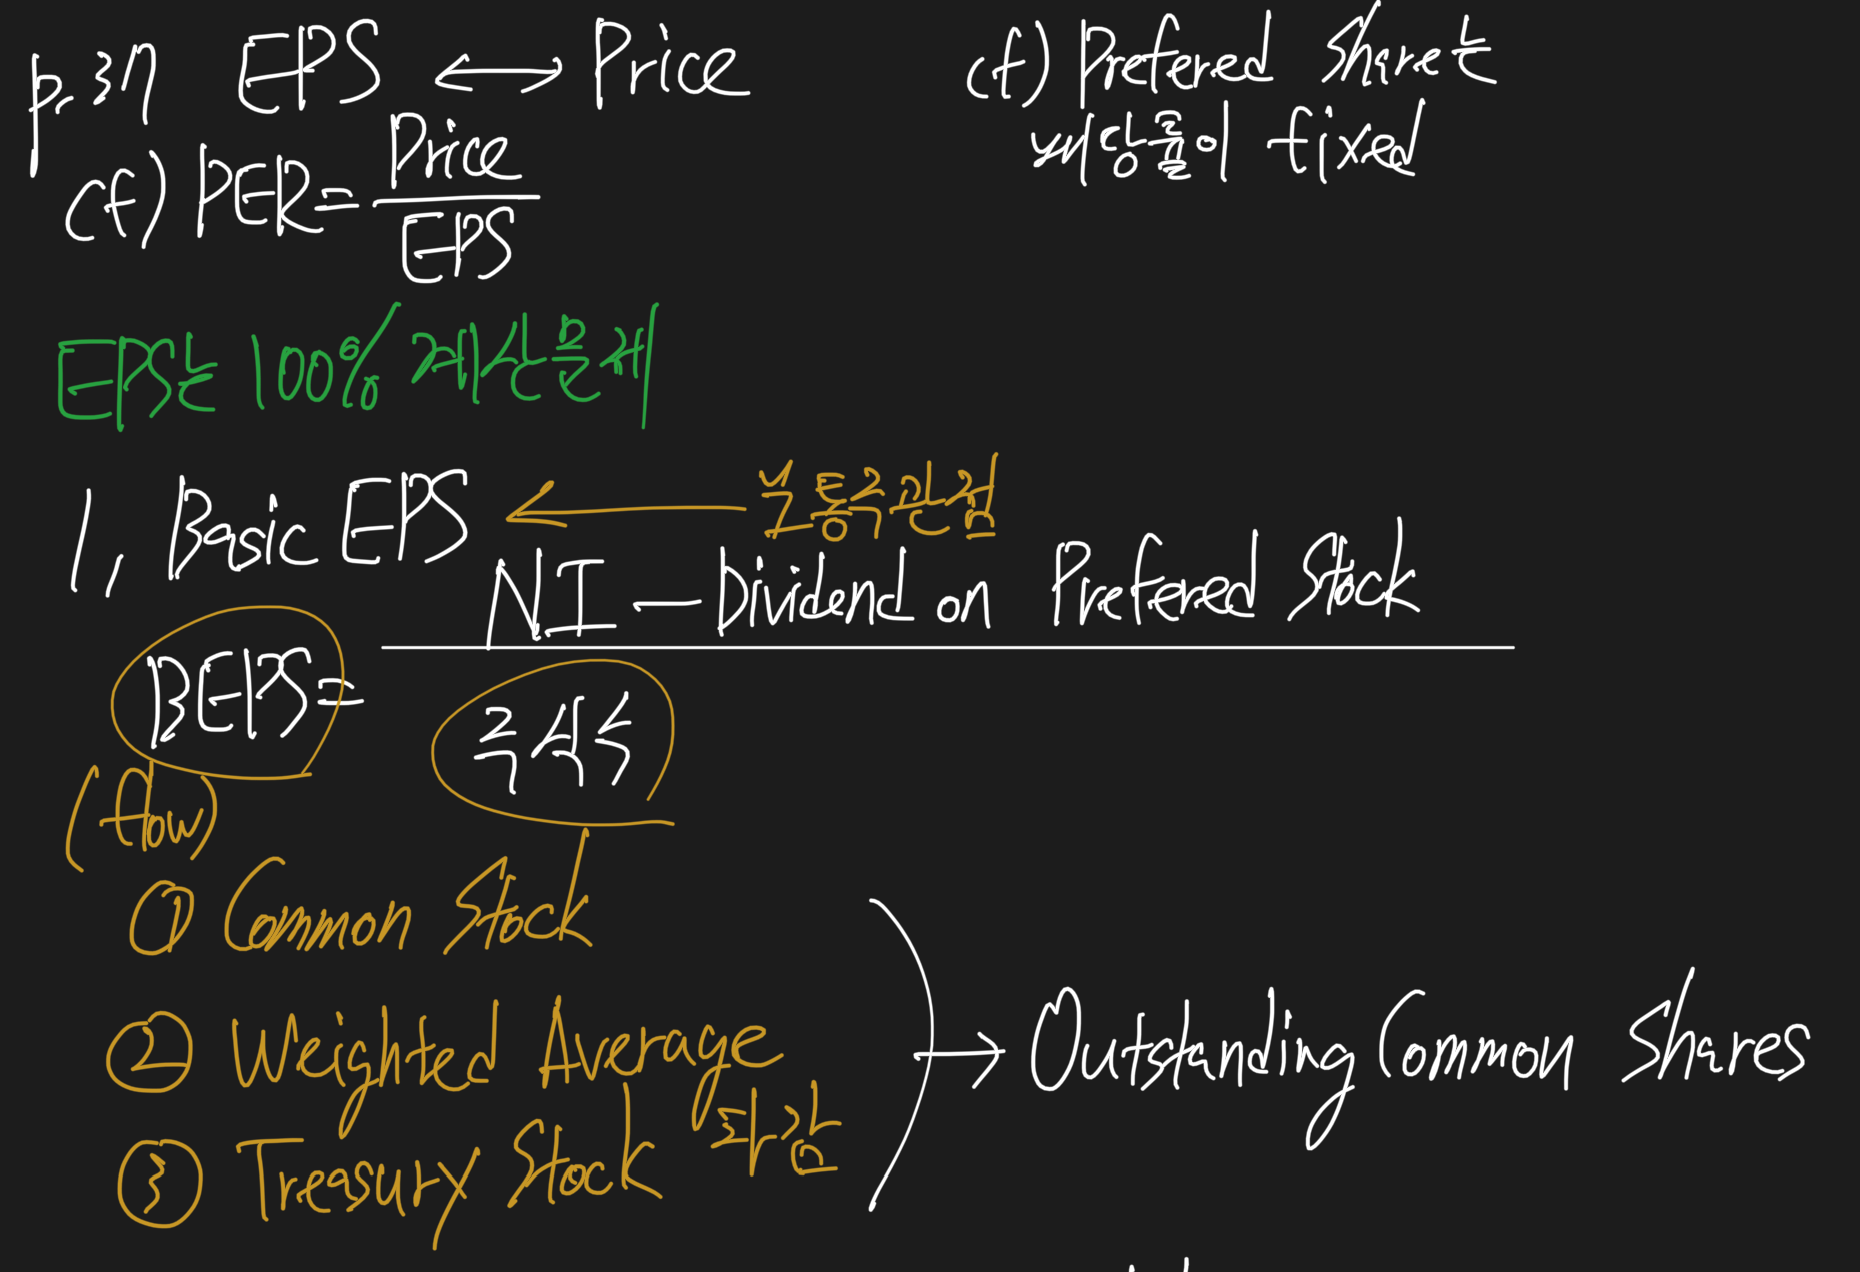 p.37 EPS ↔ Price
(cf) PER = Price / EPS
(cf) Prefered Share는
배당률이 fixed
EPS는 100% 계산문제
1, Basic EPS ← 보통주관점
BEPS = NI - Dividend on Prefered Stock / 주식수
(flow)
① Common Stock
② Weighted Average
③ Treasury Stock 차감
→ Outstanding Common Shares